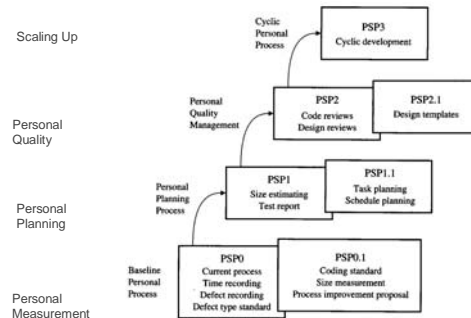 Scaling Up
Cyclic
Personal
Process
PSP3
Cyclic development
Personal
Quality
Personal
Quality
Management
PSP2
Code reviews
Design reviews
PSP2.1
Design templates
Personal
Planning
Personal
Planning
Process
PSP1
Size estimating
Test report
PSP1.1
Task planning
Schedule planning
Personal
Measurement
Baseline
Personal
Process
PSP0
Current process
Time recording
Defect recording
Defect type standard
PSP0.1
Coding standard
Size measurement
Process improvement proposal